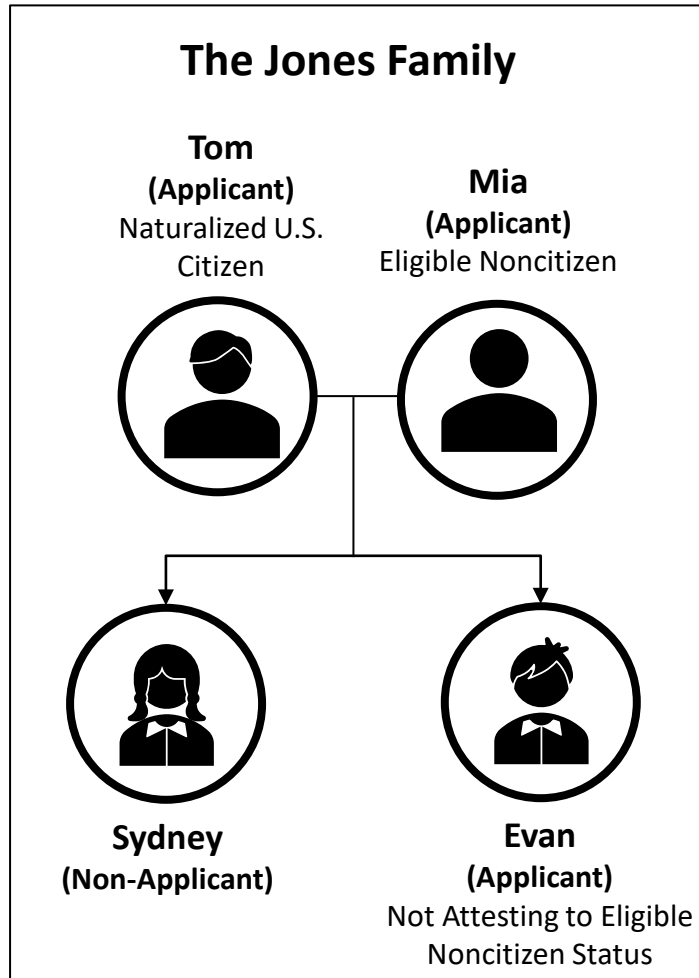 The Jones Family
Tom
(Applicant)
Naturalized U.S.
Citizen
Mia
(Applicant)
Eligible Noncitizen
Sydney
(Non-Applicant)
Evan
(Applicant)
Not Attesting to Eligible
Noncitizen Status